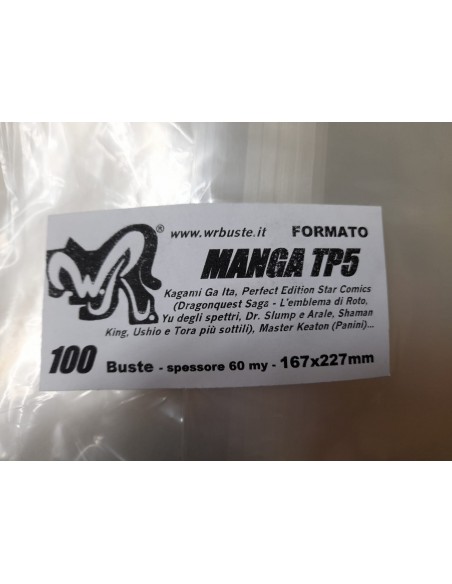 WR ®
www.wrbuste.it FORMATO
MANGA TP5
Kagami Ga Ita, Perfect Edition Star Comics
(Dragonquest Saga - L'emblema di Roto,
Yu degli spettri, Dr. Slump e Arale, Shaman
King, Ushio e Tora più sottili), Master Keaton (Panini)...
100 Buste - spessore 60 my - 167x227mm